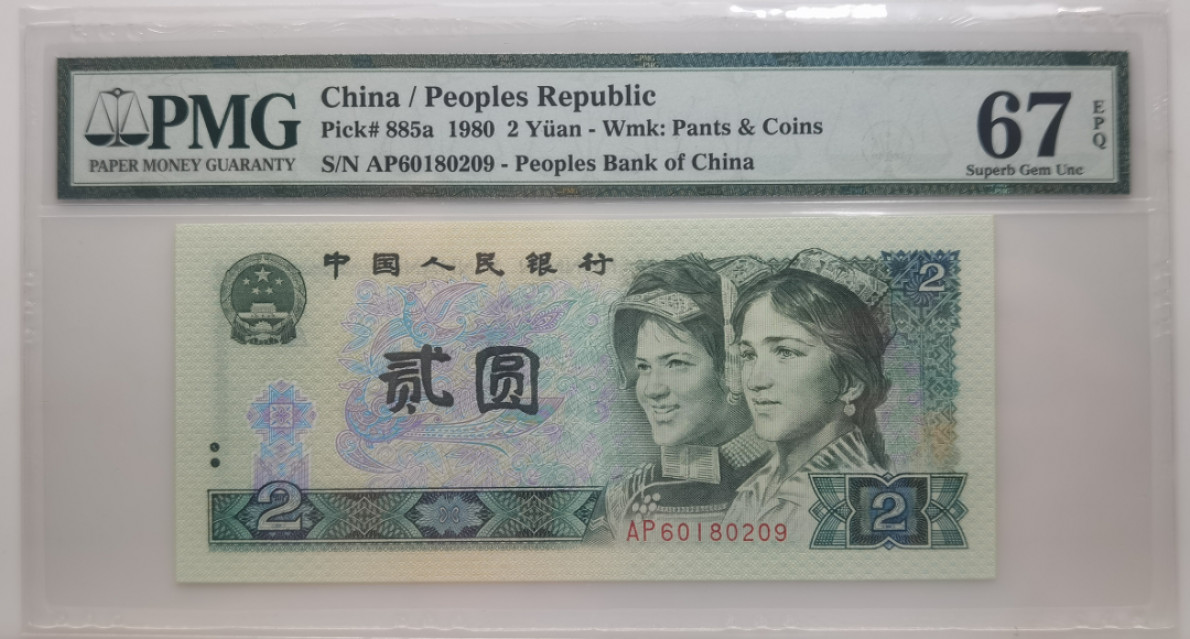 PMG
PAPER MONEY GUARANTY
China / Peoples Republic
Pick# 885a 1980 2 Yüan - Wmk: Pants & Coins
S/N AP60180209 - Peoples Bank of China
67
EPQ
Superb Gem Unc
中国人民银行
2
贰圆
2
AP60180209
2